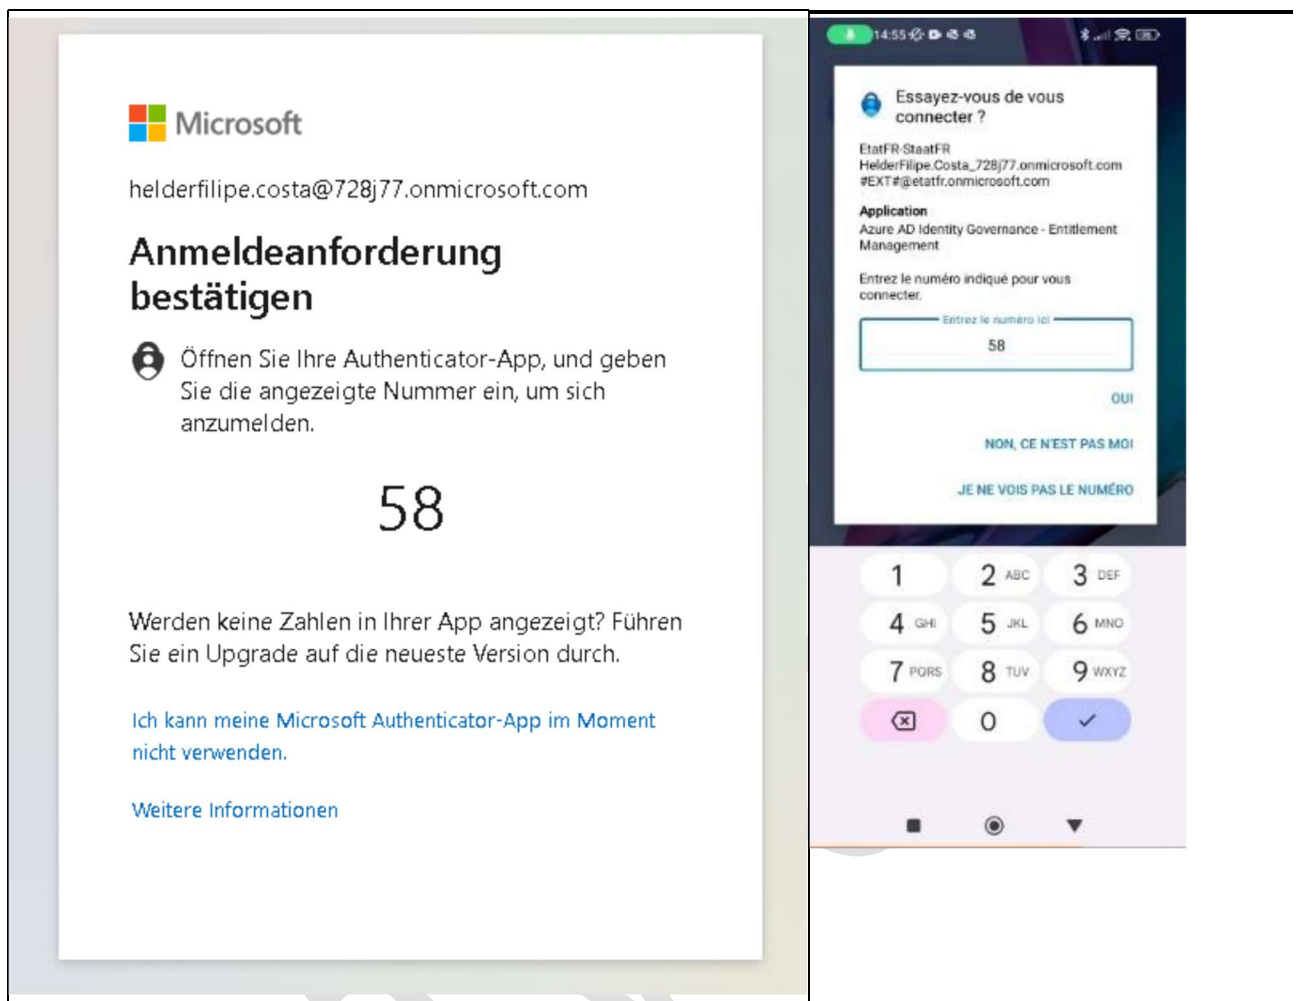 Microsoft
helderfilipe.costa@728j77.onmicrosoft.com
Anmeldeanforderung
bestätigen
Öffnen Sie Ihre Authenticator-App, und geben
Sie die angezeigte Nummer ein, um sich
anzumelden.
58
Werden keine Zahlen in Ihrer App angezeigt? Führen
Sie ein Upgrade auf die neueste Version durch.
Ich kann meine Microsoft Authenticator-App im Moment
nicht verwenden.
Weitere Informationen
14:55
Essayez-vous de vous
connecter ?
EtatFR-StaatFR
HelderFilipe.Costa_728j77.onmicrosoft.com
#EXT#@etatfr.onmicrosoft.com
Application
Azure AD Identity Governance - Entitlement
Management
Entrez le numéro indiqué pour vous
connecter.
Entrez le numéro ici
58
OUI
NON, CE N'EST PAS MOI
JE NE VOIS PAS LE NUMÉRO
1 2 ABC 3 DEF
4 GHI 5 JKL 6 MNO
7 PQRS 8 TUV 9 WXYZ
0